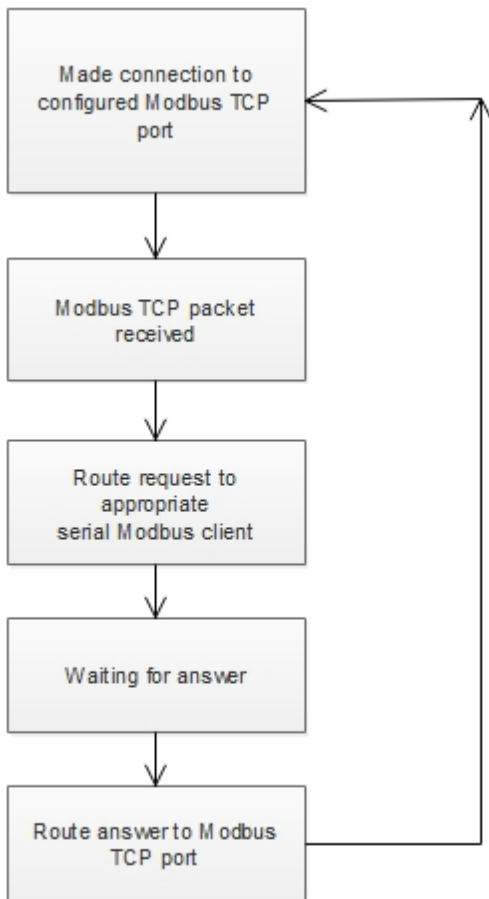 Made connection to
configured Modbus TCP
port
Modbus TCP packet
received
Route request to
appropriate
serial Modbus client
Waiting for answer
Route answer to Modbus
TCP port